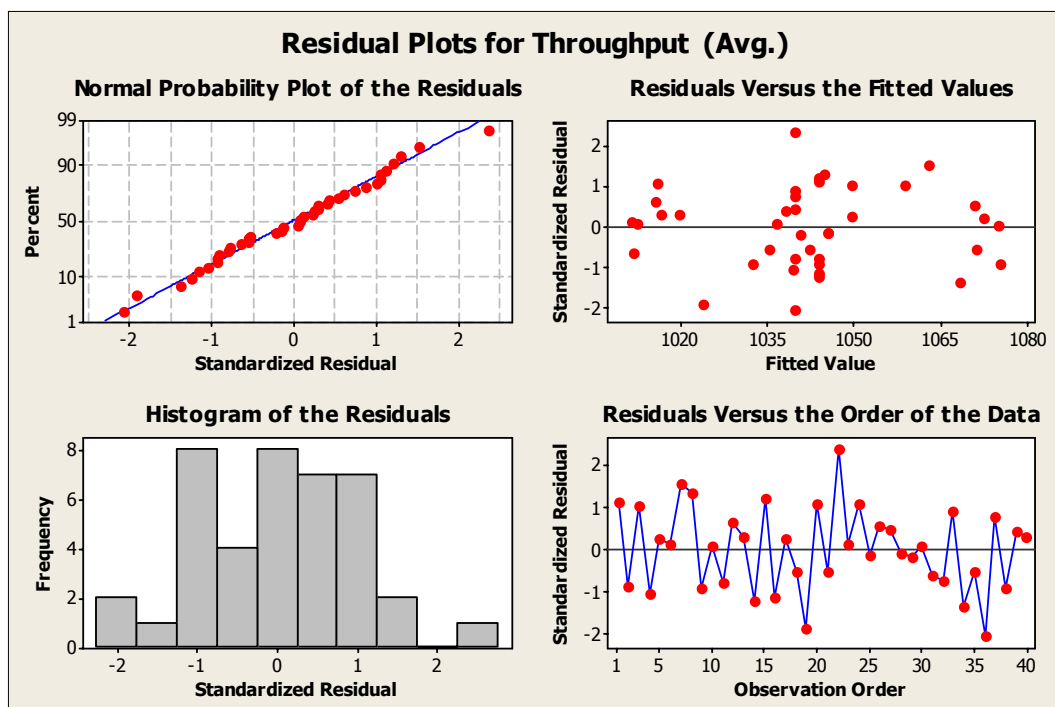 Residual Plots for Throughput (Avg.)
Normal Probability Plot of the Residuals
Percent
99
90
50
10
1
-2 -1 0 1 2
Standardized Residual
Residuals Versus the Fitted Values
Standardized Residual
2
1
0
-1
-2
1020 1035 1050 1065 1080
Fitted Value
Histogram of the Residuals
Frequency
8
6
4
2
0
-2 -1 0 1 2
Standardized Residual
Residuals Versus the Order of the Data
Standardized Residual
2
1
0
-1
-2
1 5 10 15 20 25 30 35 40
Observation Order